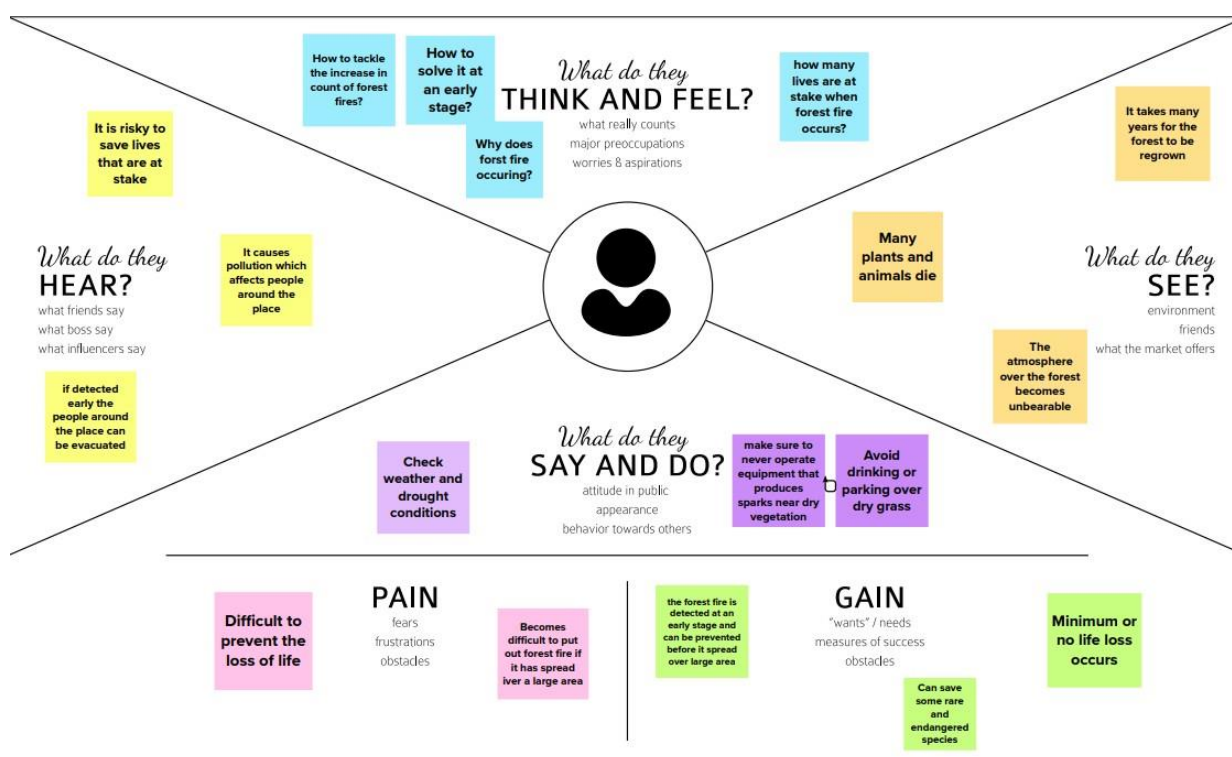 How to tackle
the increase in
count of forest
fires?
How to
solve it at
an early
stage?
Why does
forst fire
occuring?
What do they
THINK AND FEEL?
what really counts
major preoccupations
worries & aspirations
how many
lives are at
stake when
forest fire
occurs?
It is risky to
save lives
that are at
stake
What do they
HEAR?
what friends say
what boss say
what influencers say
It causes
pollution which
affects people
around the
place
if detected
early the
people around
the place can
be evacuated
It takes many
years for the
forest to be
regrown
Many
plants and
animals die
What do they
SEE?
environment
friends
what the market offers
The
atmosphere
over the forest
becomes
unbearable
Check
weather and
drought
conditions
What do they
SAY AND DO?
attitude in public
appearance
behavior towards others
make sure to
never operate
equipment that
produces
sparks near dry
vegetation
Avoid
drinking or
parking over
dry grass
Difficult to
prevent the
loss of life
PAIN
fears
frustrations
obstacles
Becomes
difficult to put
out forest fire if
it has spread
iver a large area
the forest fire is
detected at an
early stage and
can be prevented
before it spread
over large area
GAIN
"wants" / needs
measures of success
obstacles
Can save
some rare
and
endangered
species
Minimum or
no life loss
occurs